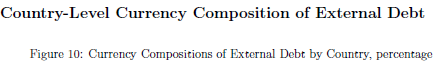 Country-Level Currency Composition of External Debt
Figure 10: Currency Compositions of External Debt by Country, percentage